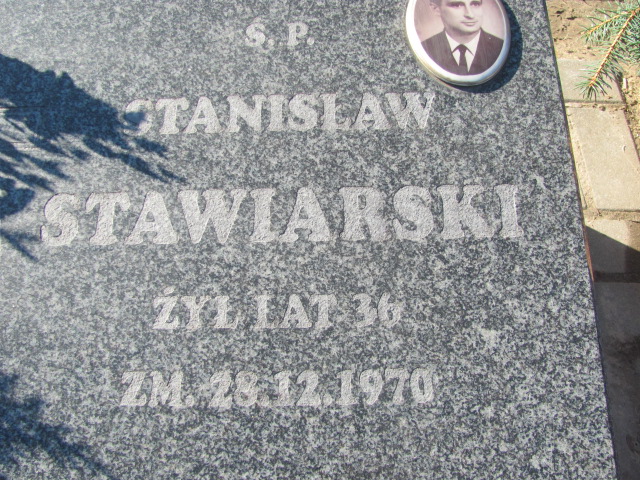 Ś. P.
STANISŁAW
STAWIARSKI
ŻYŁ LAT 36
ZM. 28.12.1970